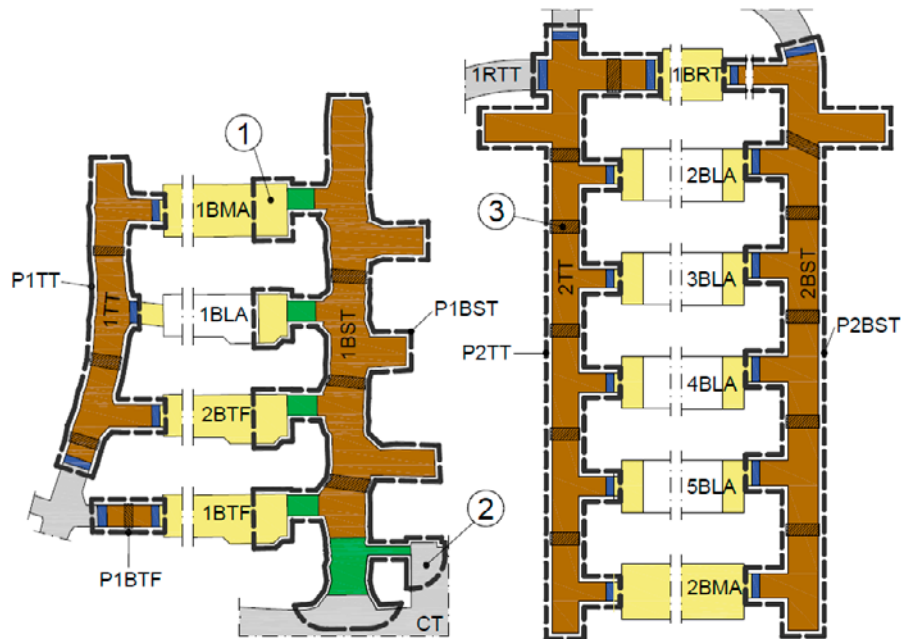 1RTT
1BRT
1
1BMA
2BLA
3
P1TT
1TT
2TT
3BLA
2BST
1BLA
1BST
P1BST
P2BST
P2TT
4BLA
2BTF
5BLA
1BTF
2
P1BTF
2BMA
CT